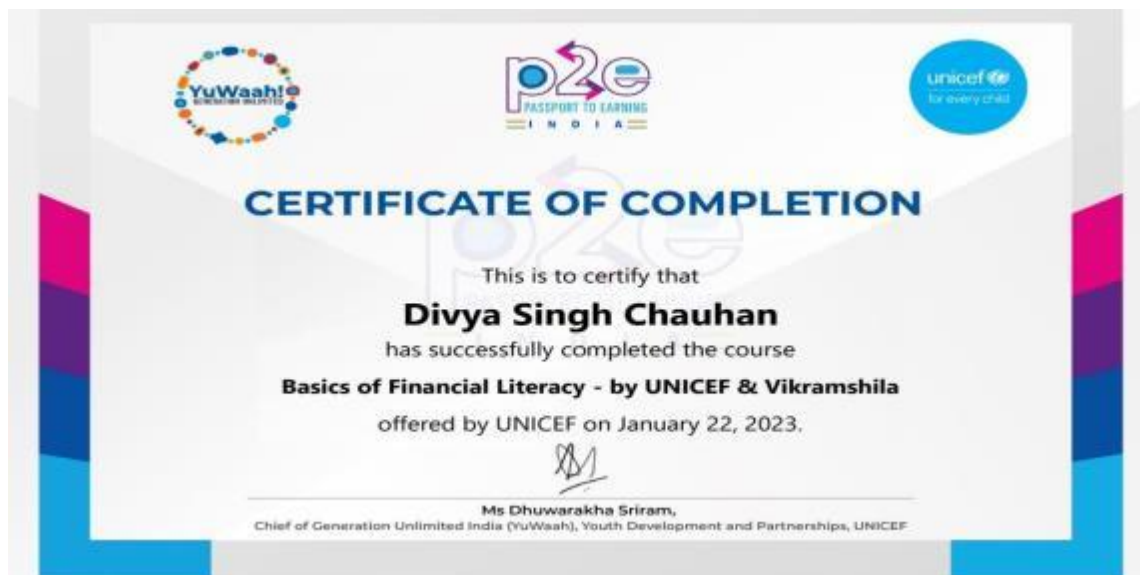 YuWaah!
GENERATION UNLIMITED
p2e
PASSPORT TO EARNING
INDIA
unicef
for every child
CERTIFICATE OF COMPLETION
This is to certify that
Divya Singh Chauhan
has successfully completed the course
Basics of Financial Literacy - by UNICEF & Vikramshila
offered by UNICEF on January 22, 2023.
Ms Dhuwarakha Sriram,
Chief of Generation Unlimited India (YuWaah), Youth Development and Partnerships, UNICEF